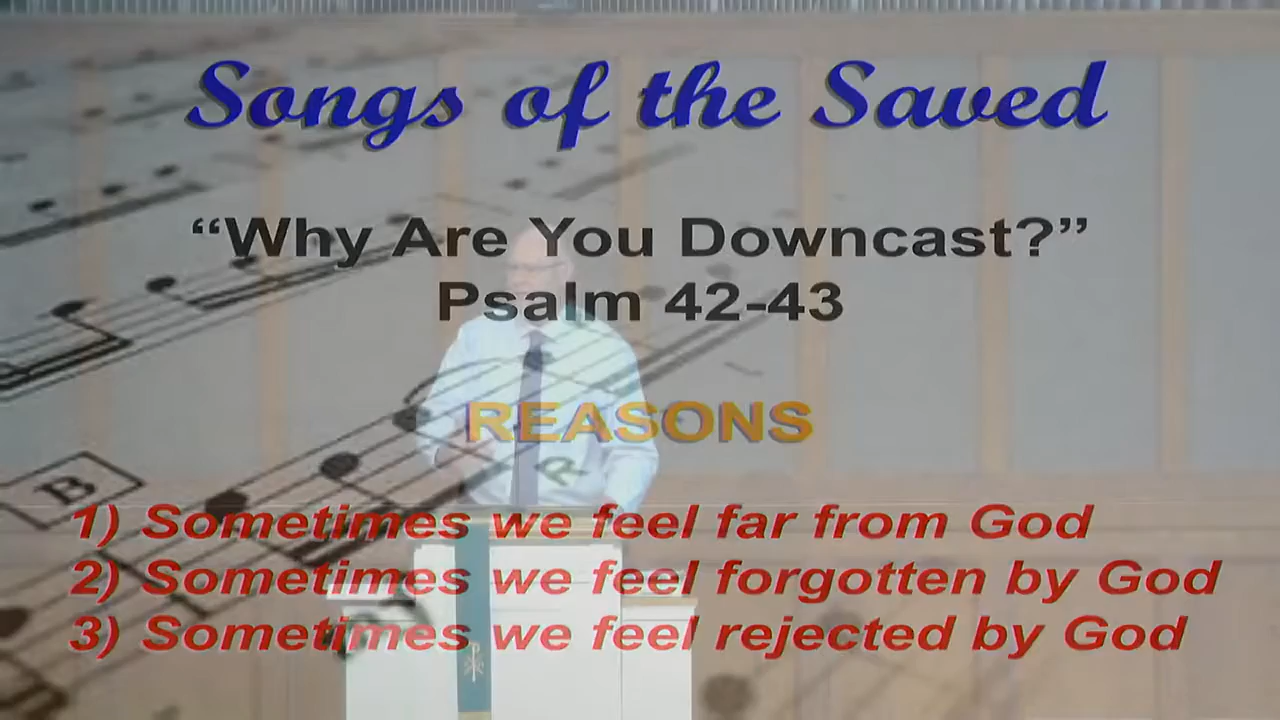 Songs of the Saved
“Why Are You Downcast?”
Psalm 42-43
REASONS
B
R
1) Sometimes we feel far from God
2) Sometimes we feel forgotten by God
3) Sometimes we feel rejected by God